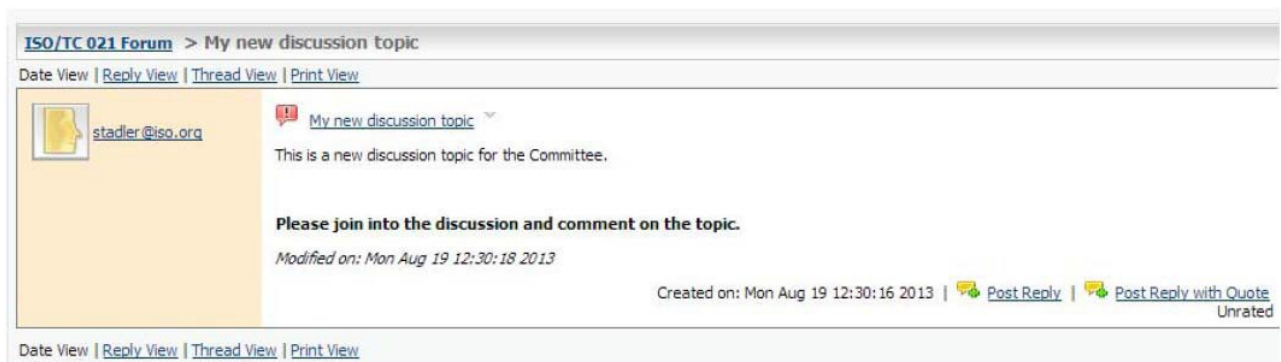 ISO/TC 021 Forum > My new discussion topic
Date View | Reply View | Thread View | Print View
stadler@iso.org
My new discussion topic
This is a new discussion topic for the Committee.
Please join into the discussion and comment on the topic.
Modified on: Mon Aug 19 12:30:18 2013
Created on: Mon Aug 19 12:30:16 2013 | Post Reply | Post Reply with Quote
Unrated
Date View | Reply View | Thread View | Print View